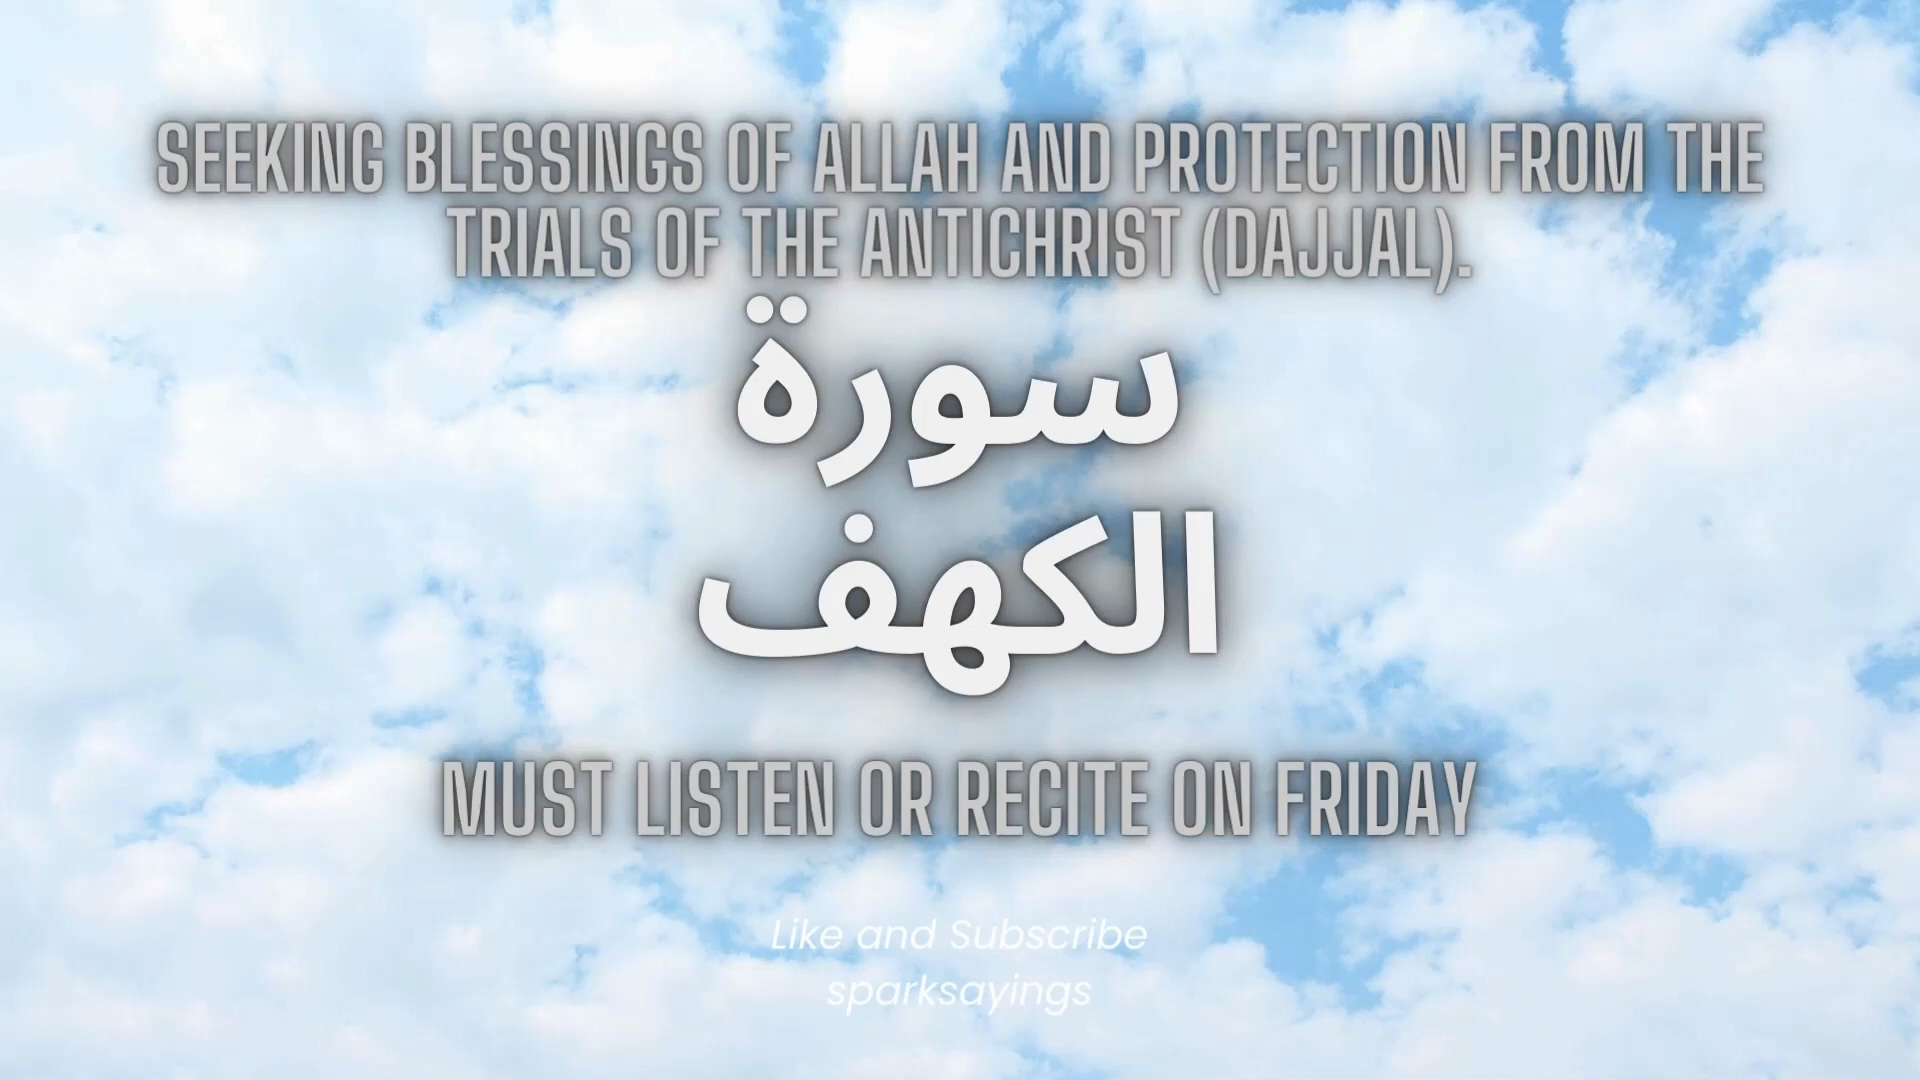 SEEKING BLESSINGS OF ALLAH AND PROTECTION FROM THE
TRIALS OF THE ANTICHRIST (DAJJAL).
سورة
الكهف
MUST LISTEN OR RECITE ON FRIDAY
Like and Subscribe
sparksayings